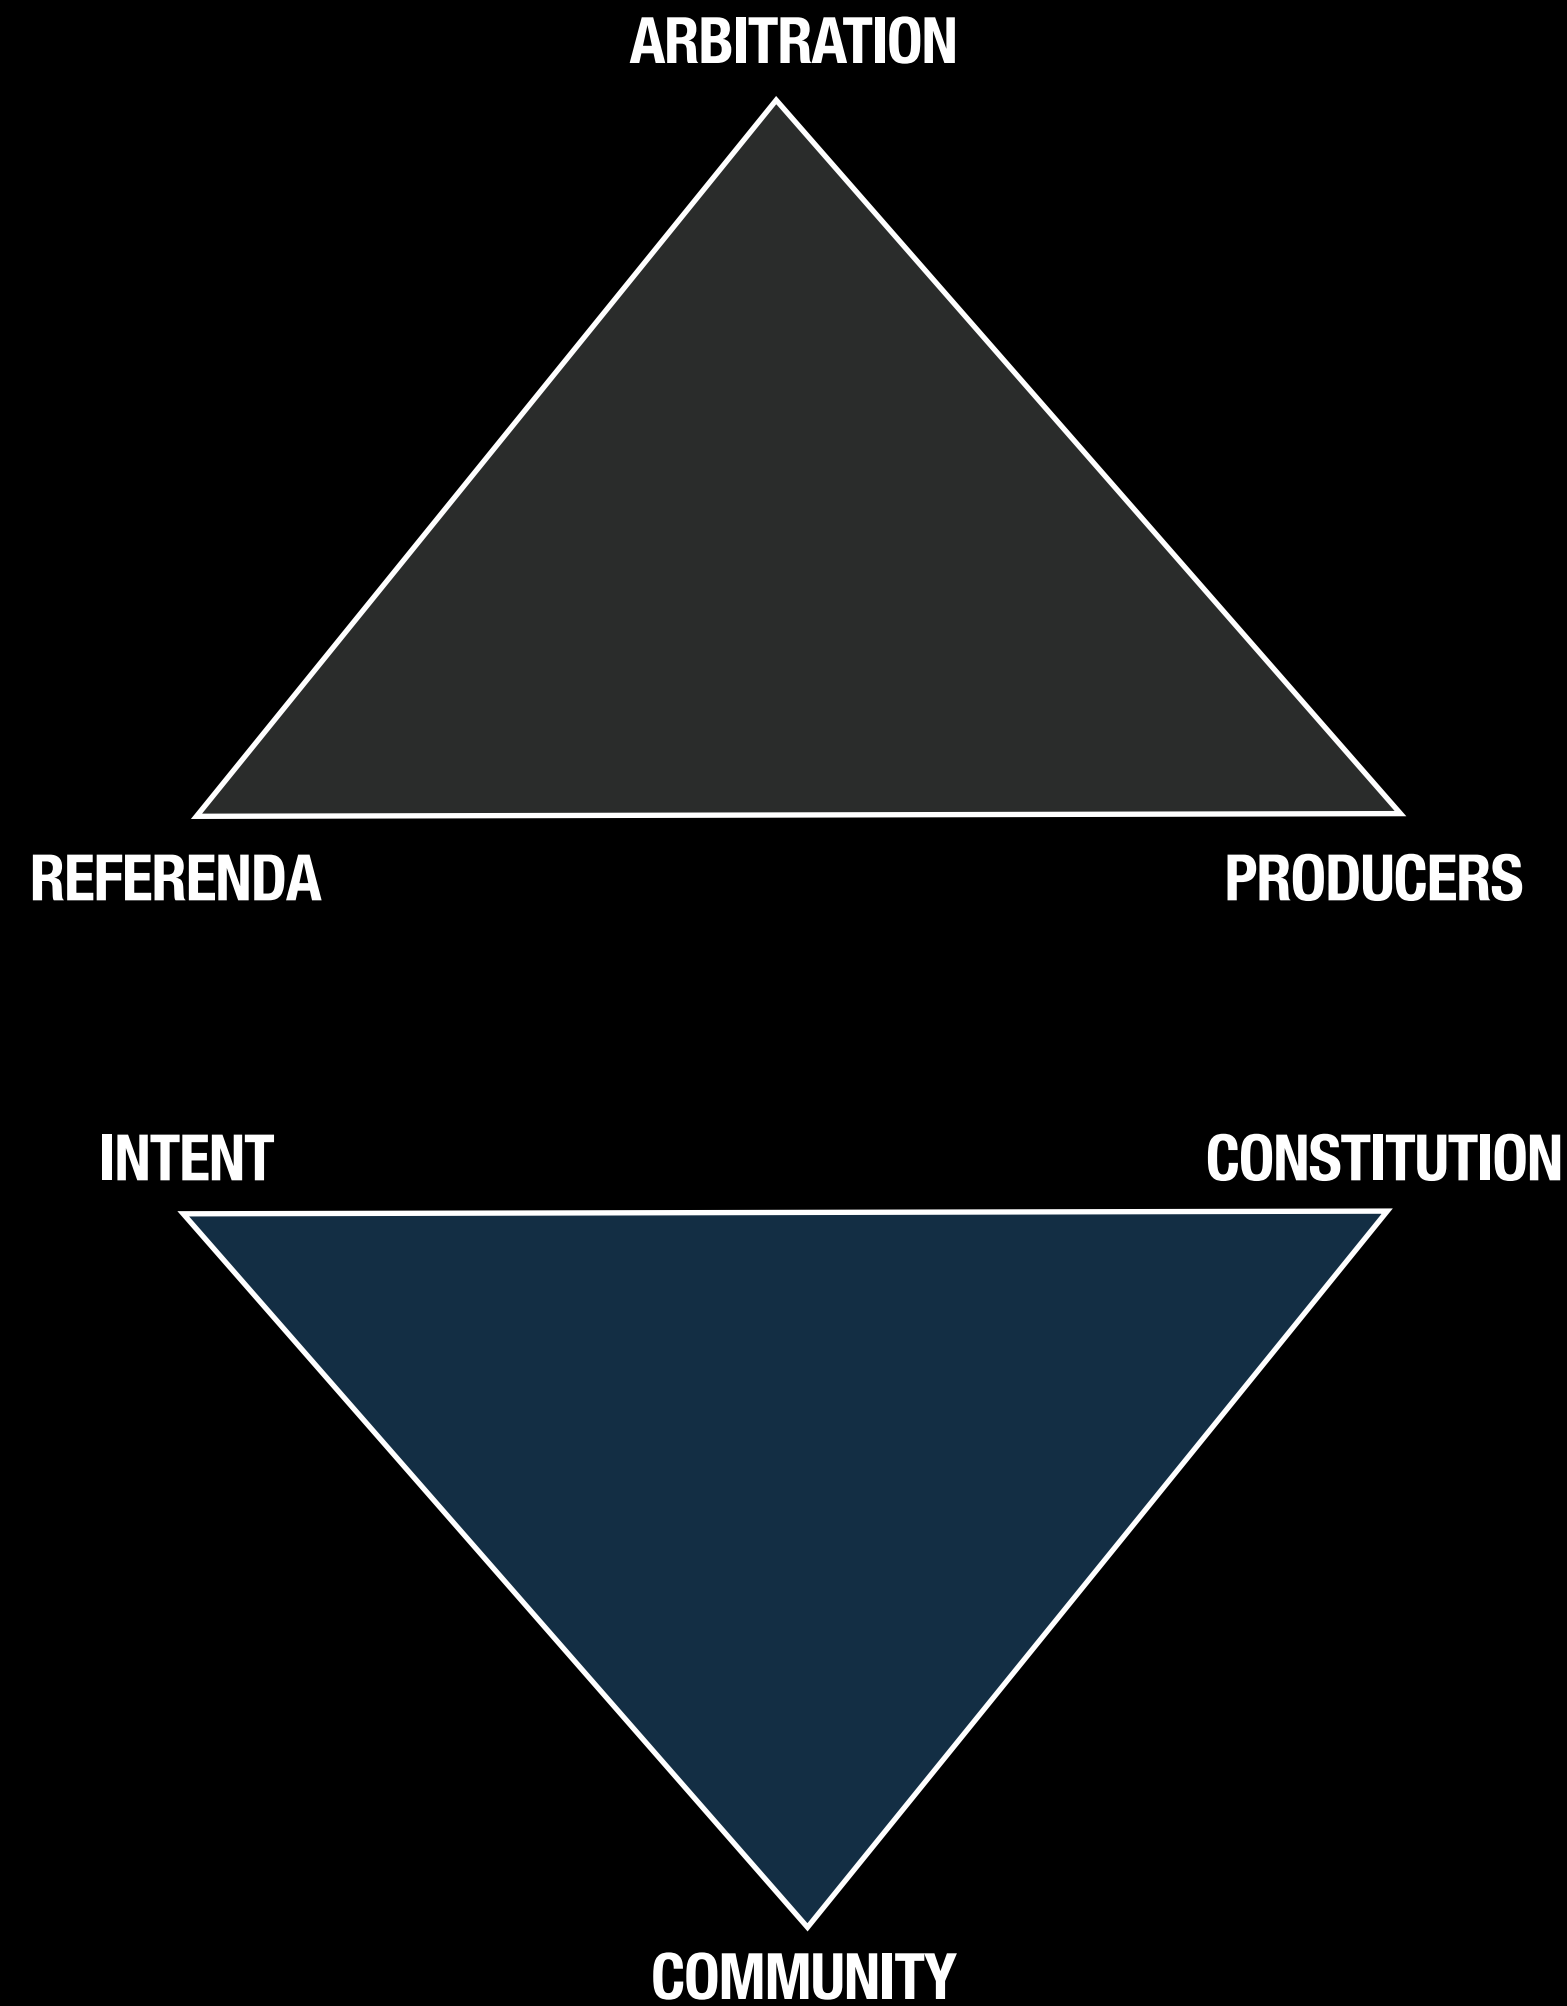 ARBITRATION
REFERENDA
PRODUCERS
INTENT
CONSTITUTION
COMMUNITY